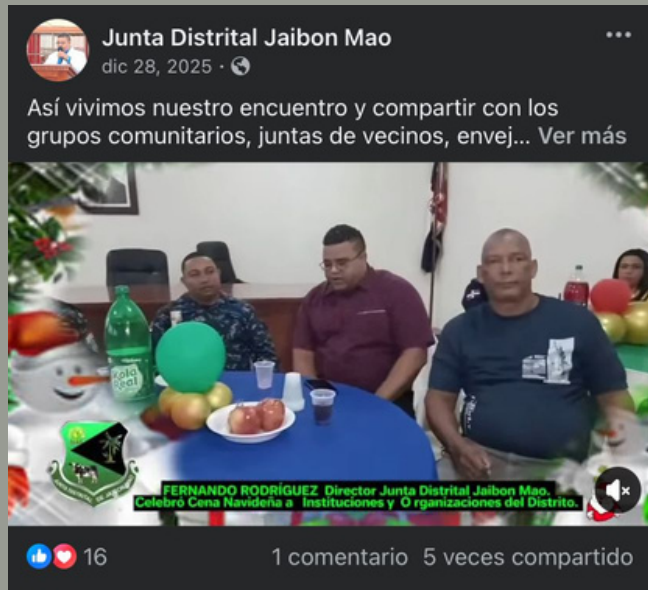 Junta Distrital Jaibon Mao
dic 28, 2025 ·
Así vivimos nuestro encuentro y compartir con los
grupos comunitarios, juntas de vecinos, envej... Ver más
Kola
Real
FERNANDO RODRÍGUEZ Director Junta Distrital Jaibon Mao.
Celebró Cena Navideña a Instituciones y O rganizaciones del Distrito.
16
1 comentario 5 veces compartido